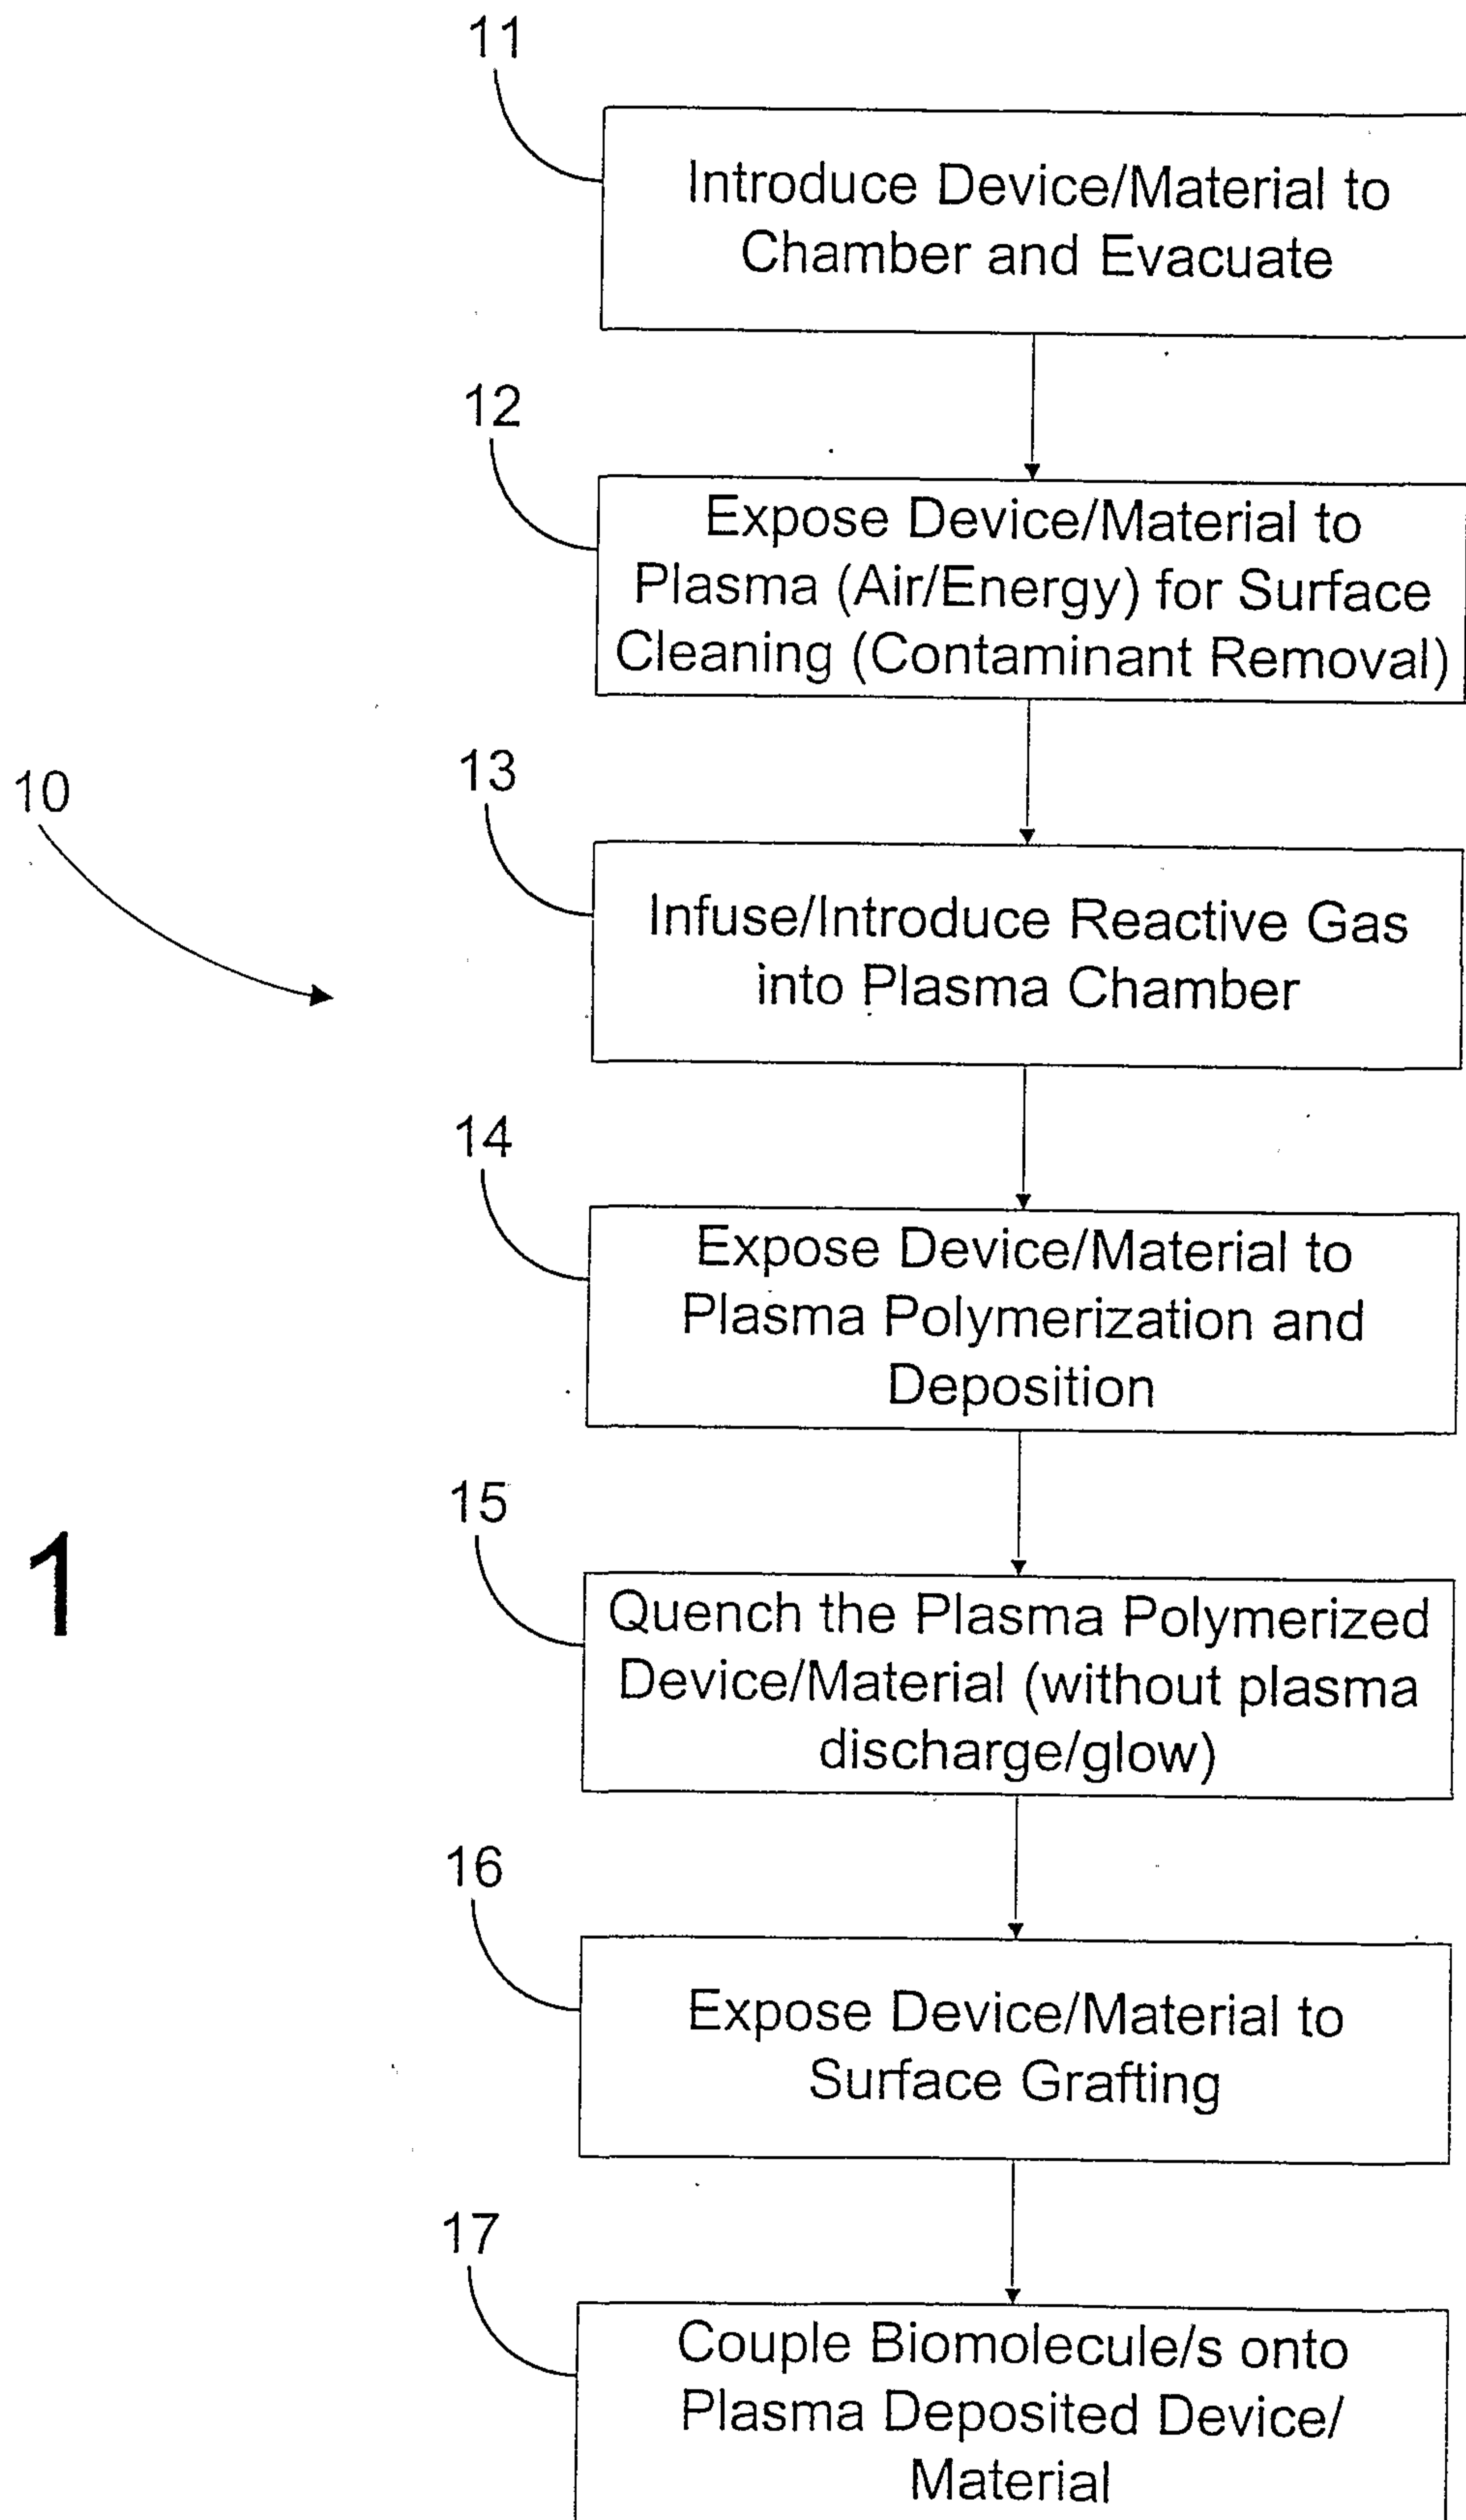 11
Introduce Device/Material to
Chamber and Evacuate
12
Expose Device/Material to
Plasma (Air/Energy) for Surface
Cleaning (Contaminant Removal)
10
13
Infuse/Introduce Reactive Gas
into Plasma Chamber
14
Expose Device/Material to
Plasma Polymerization and
Deposition
1
15
Quench the Plasma Polymerized
Device/Material (without plasma
discharge/glow)
16
Expose Device/Material to
Surface Grafting
17
Couple Biomolecule/s onto
Plasma Deposited Device/
Material